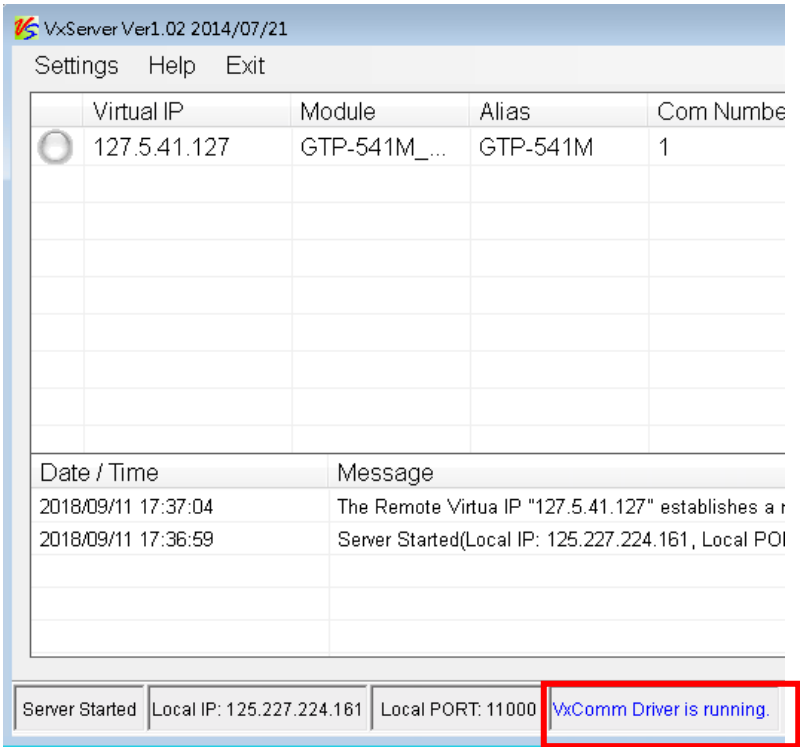 VxServer Ver1.02 2014/07/21
Settings Help Exit
Virtual IP Module Alias Com Numbe
127.5.41.127 GTP-541M_... GTP-541M 1
Date / Time Message
2018/09/11 17:37:04 The Remote Virtua IP "127.5.41.127" establishes a
2018/09/11 17:36:59 Server Started(Local IP: 125.227.224.161, Local PO
Server Started Local IP: 125.227.224.161 Local PORT: 11000 VxComm Driver is running.